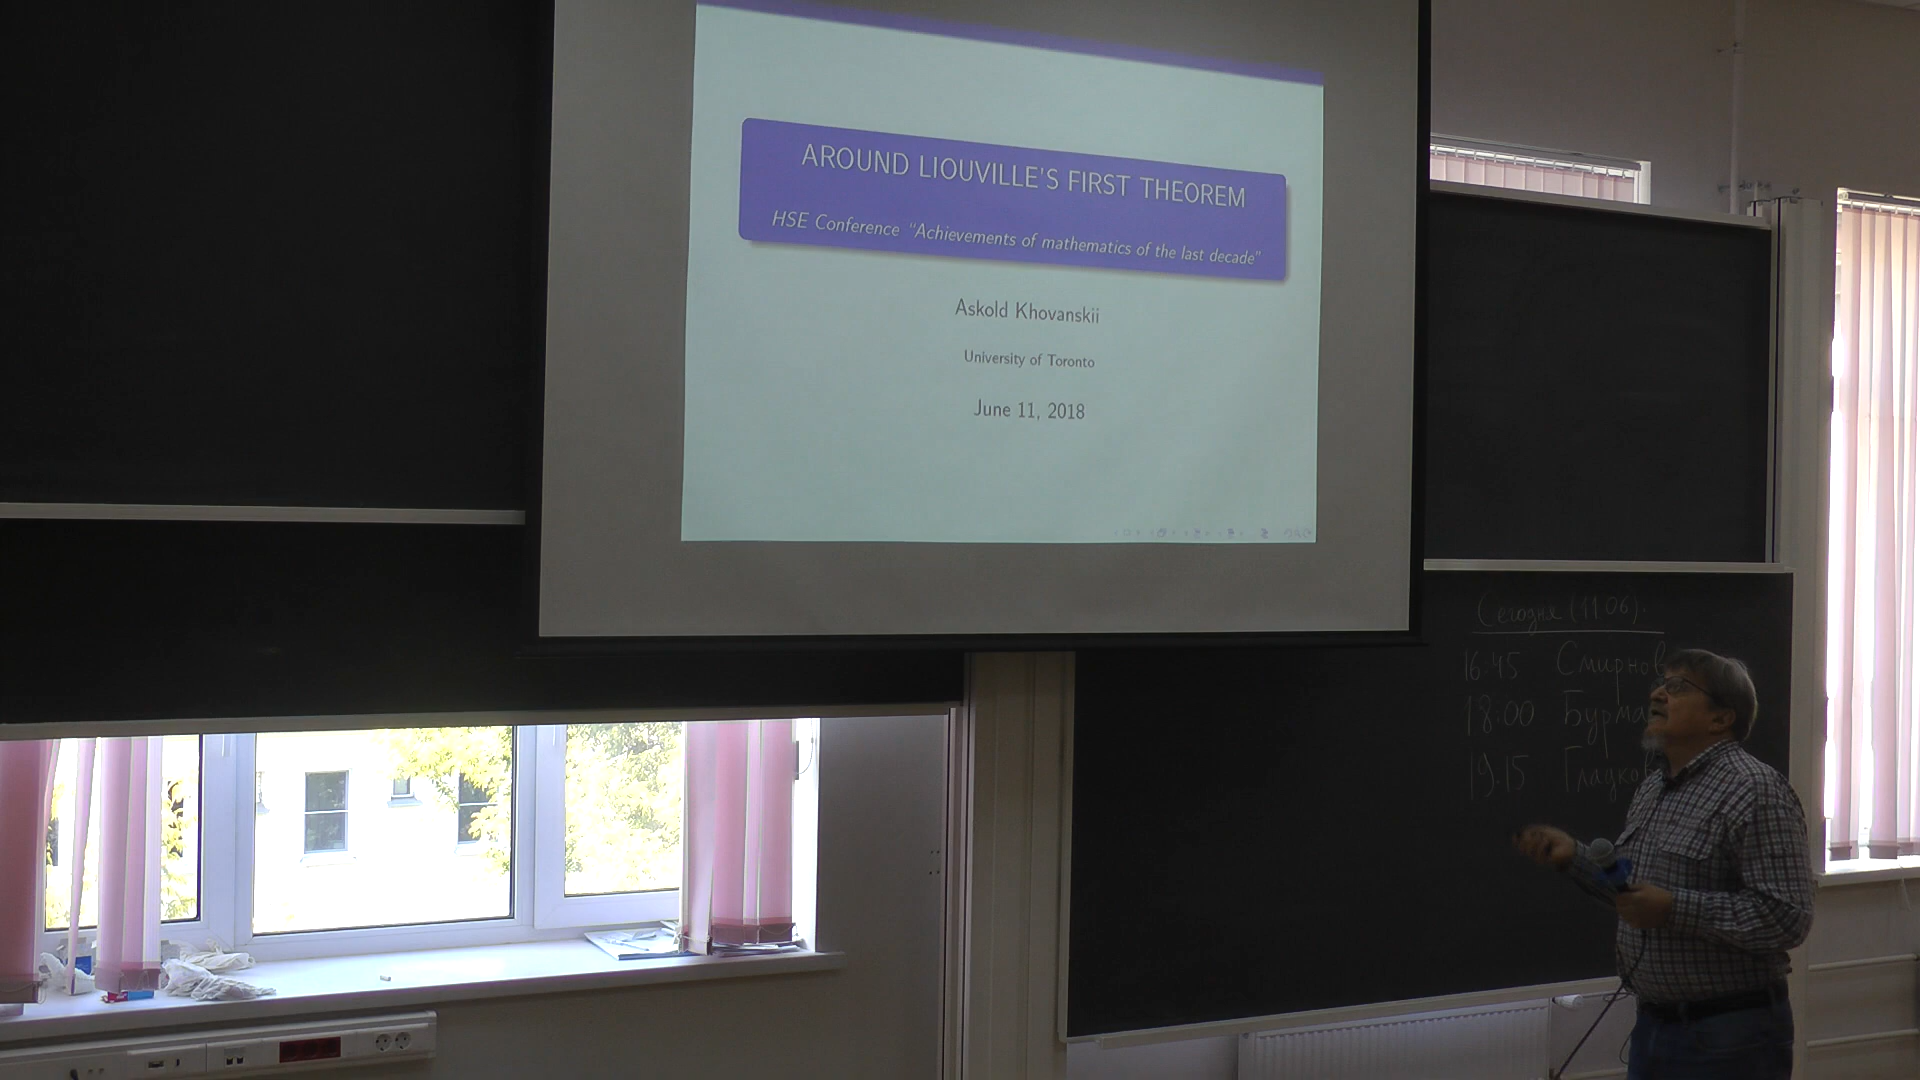 AROUND LIOUVILLE'S FIRST THEOREM
HSE Conference "Achievements of mathematics of the last decade"
Askold Khovanskii
University of Toronto
June 11, 2018
Сегодня (11.06).
16.45 Смирнов
18:00 Бурма
19.15 Гладков